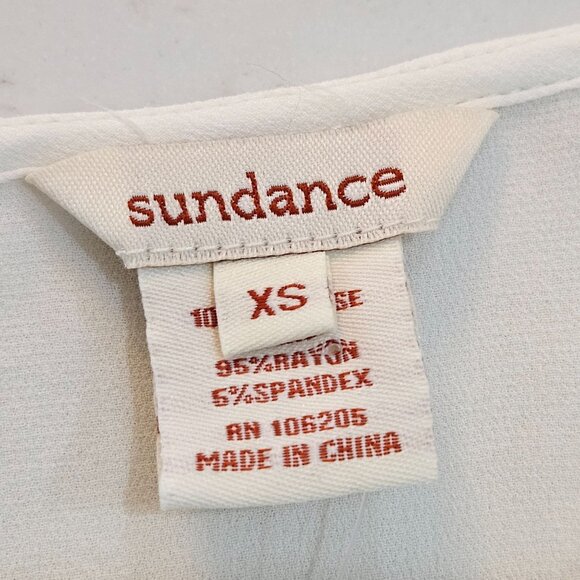 sundance
XS
95%RAYON
5%SPANDEX
RN 106205
MADE IN CHINA